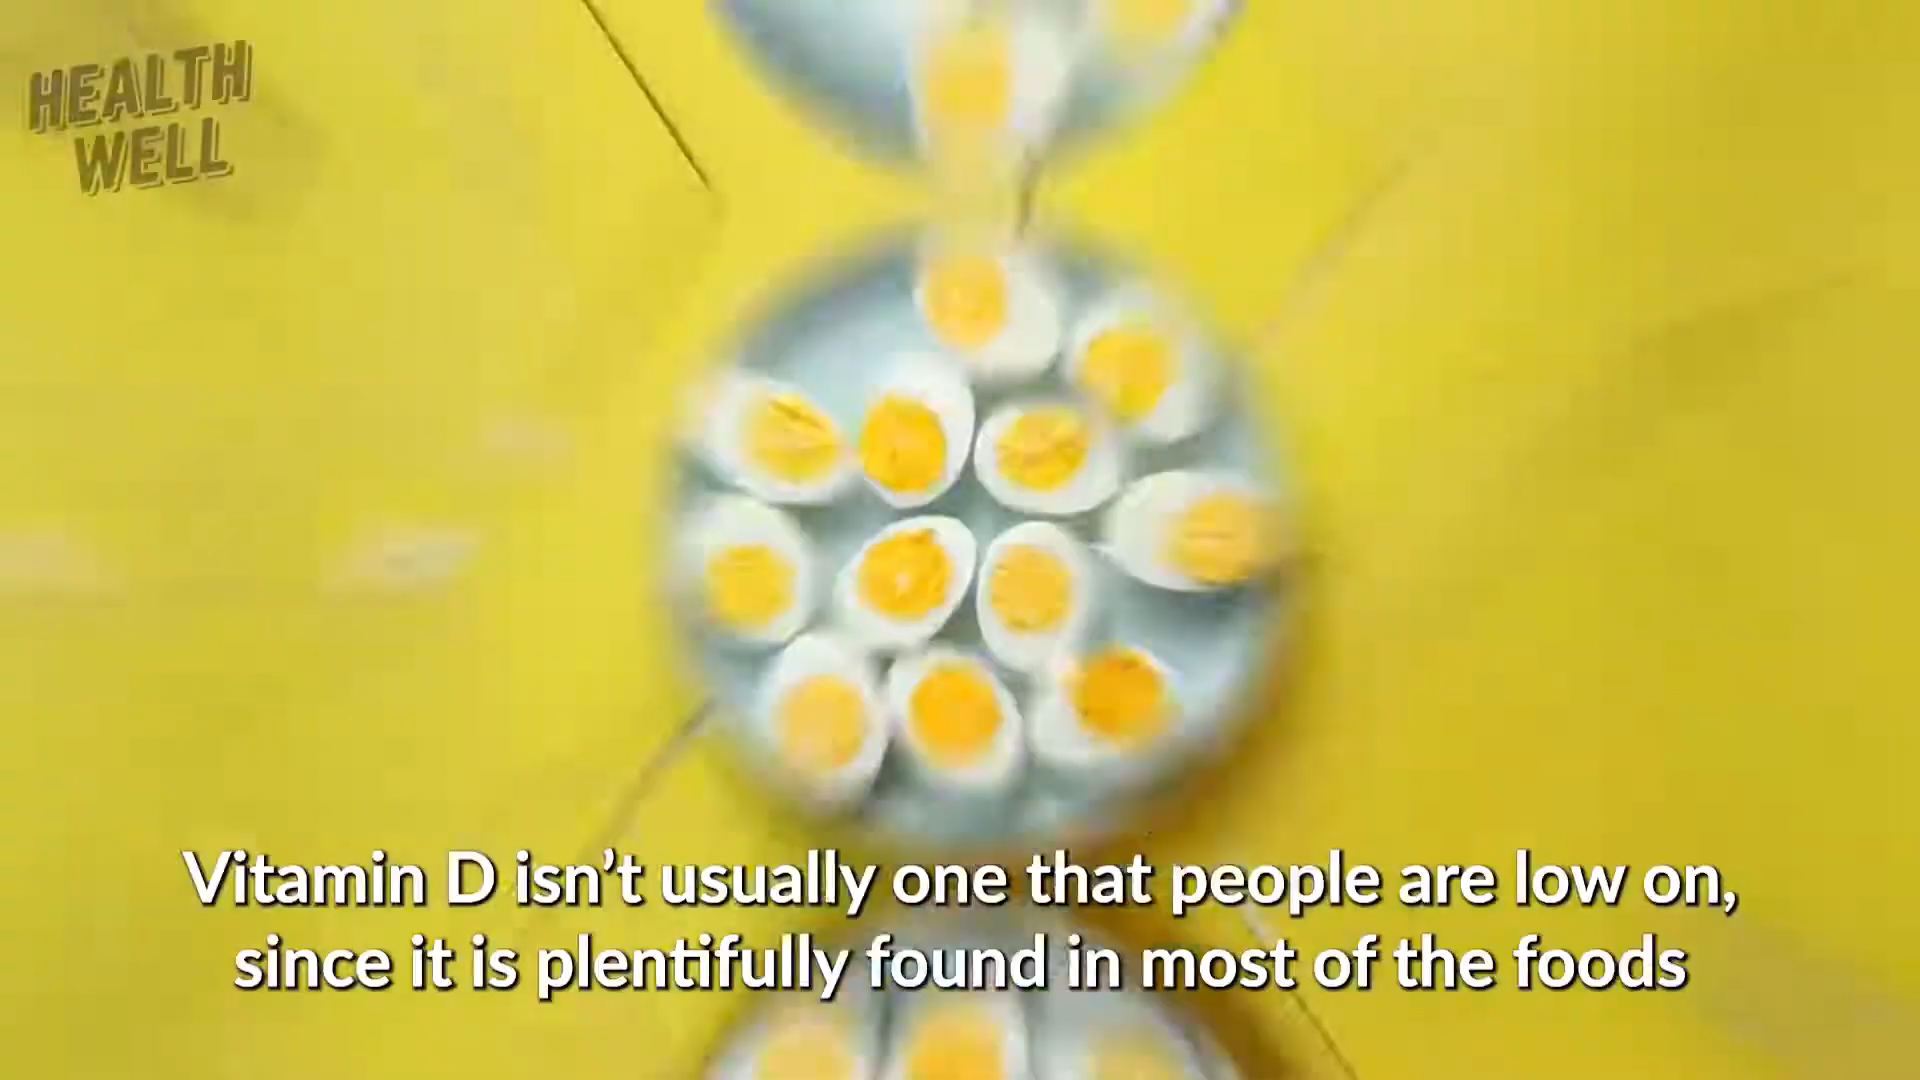 HEALTH
WELL
Vitamin D isn’t usually one that people are low on,
since it is plentifully found in most of the foods